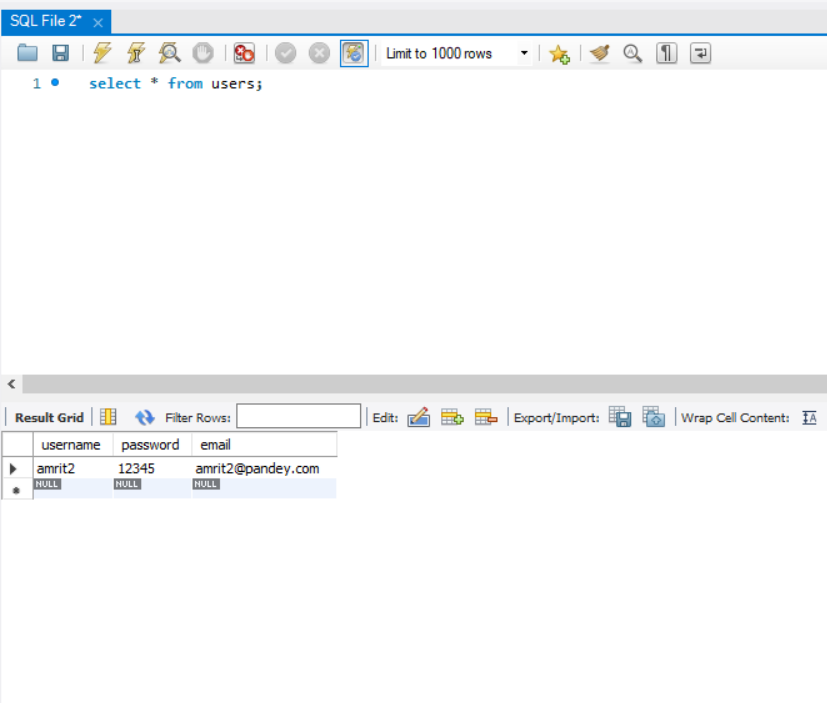 SQL File 2*
Limit to 1000 rows
1 select * from users;
Result Grid Filter Rows: Edit: Export/Import: Wrap Cell Content:
username password email
amrit2 12345 amrit2@pandey.com
NULL NULL NULL